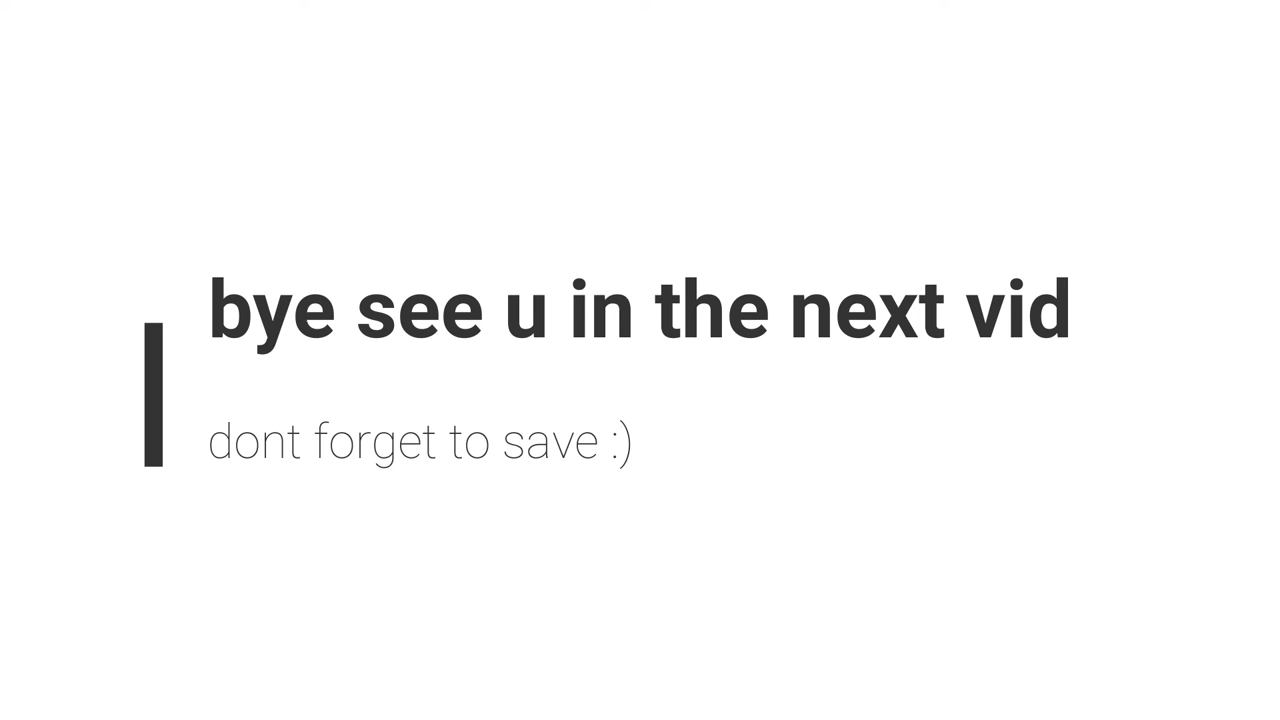 bye see u in the next vid
dont forget to save :)